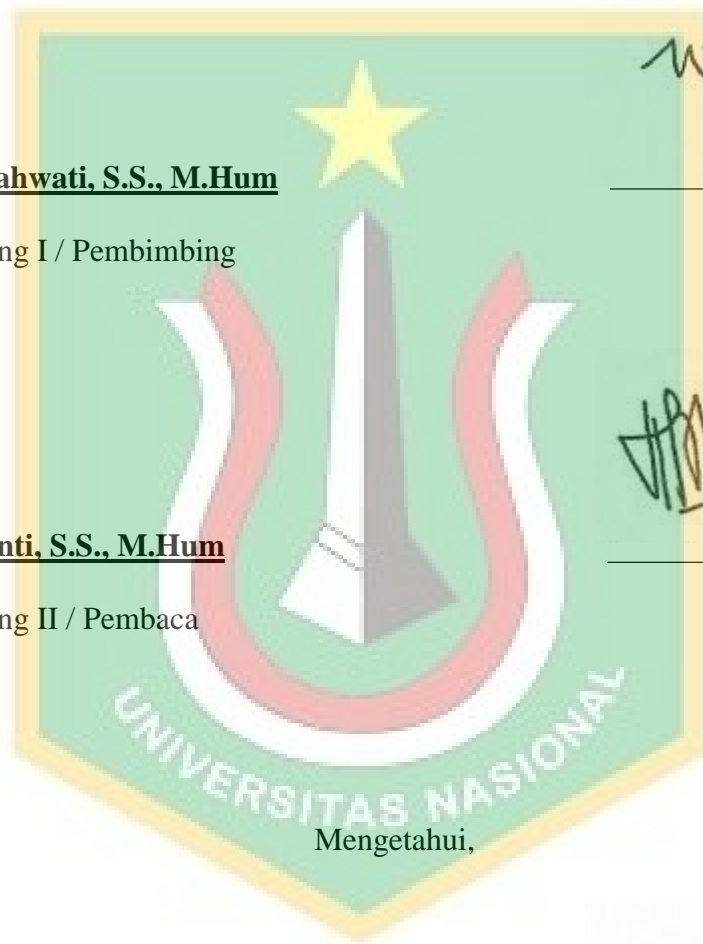 ahwati, S.S., M.Hum
ng I / Pembimbing
nti, S.S., M.Hum
ng II / Pembaca
UNIVERSITAS NASIONAL
Mengetahui,